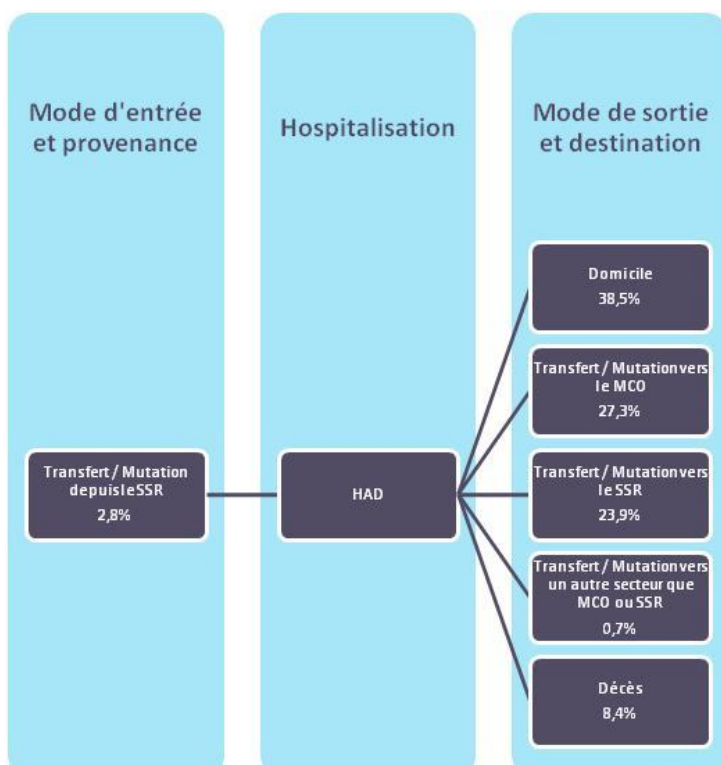 Mode d'entrée
et provenance
Hospitalisation
Mode de sortie
et destination
Transfert / Mutation
depuis le SSR
2,8%
HAD
Domicile
38,5%
Transfert / Mutation vers
le MCO
27,3%
Transfert / Mutation vers
le SSR
23,9%
Transfert / Mutation vers
un autre secteur que
MCO ou SSR
0,7%
Décès
8,4%